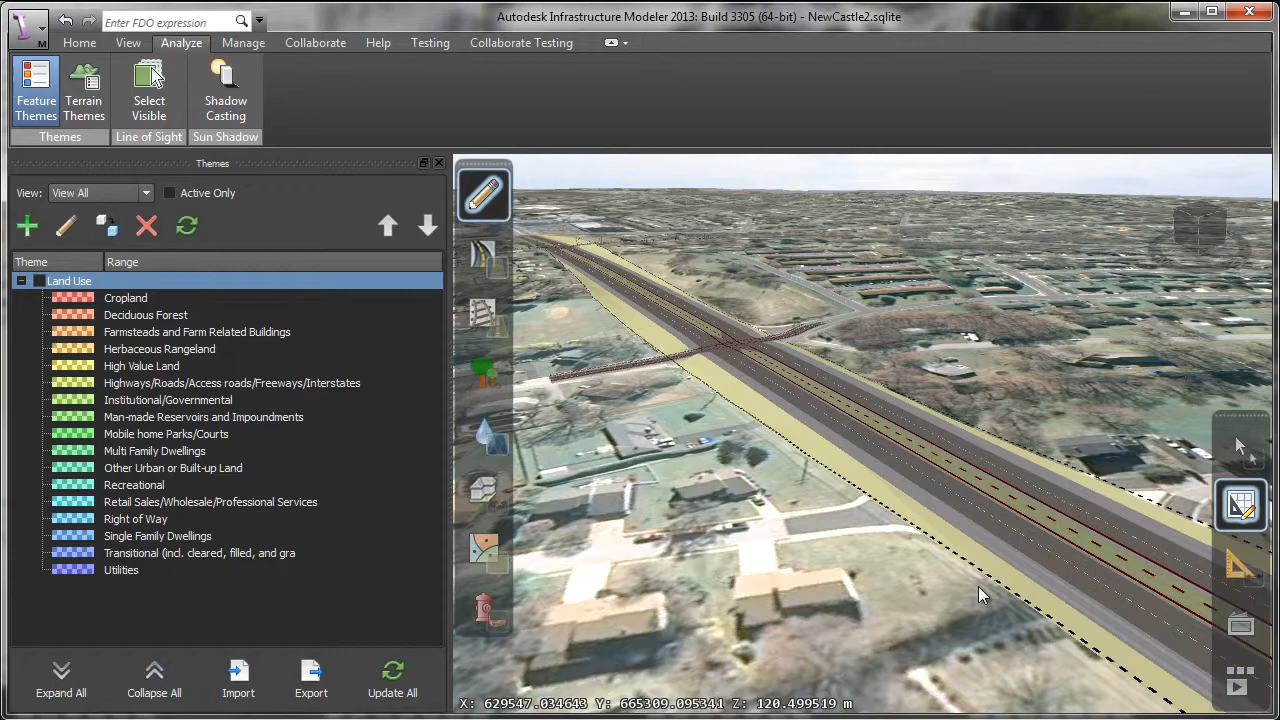 Enter FDO expression
Autodesk Infrastructure Modeler 2013: Build 3305 (64-bit) - NewCastle2.sqlite
M
Home View Analyze Manage Collaborate Help Testing Collaborate Testing
Feature Themes
Terrain Themes
Select Visible
Shadow Casting
Themes Line of Sight Sun Shadow
Themes
View: View All Active Only
Theme Range
Land Use
Cropland
Deciduous Forest
Farmsteads and Farm Related Buildings
Herbaceous Rangeland
High Value Land
Highways/Roads/Access roads/Freeways/Interstates
Institutional/Governmental
Man-made Reservoirs and Impoundments
Mobile home Parks/Courts
Multi Family Dwellings
Other Urban or Built-up Land
Recreational
Retail Sales/Wholesale/Professional Services
Right of Way
Single Family Dwellings
Transitional (incl. cleared, filled, and gra
Utilities
Expand All Collapse All Import Export Update All
X: 629547.034643 Y: 665309.095341 Z: 120.499519 m